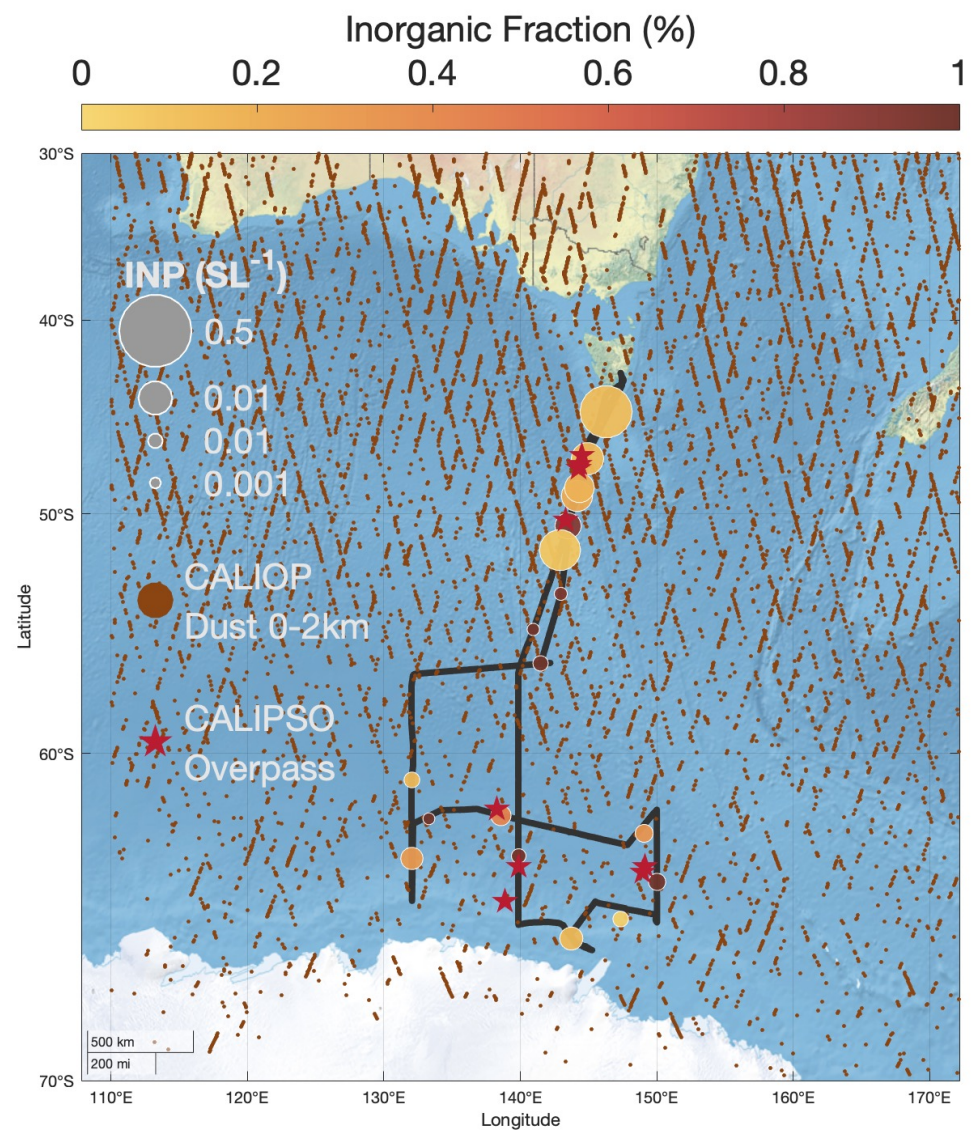 Inorganic Fraction (%)
0 0.2 0.4 0.6 0.8 1
30°S
INP (SL⁻¹)
40°S
0.5
0.01
0.01
0.001
50°S
CALIOP
Dust 0-2km
Latitude
CALIPSO
Overpass
60°S
500 km
200 mi
70°S
110°E 120°E 130°E 140°E 150°E 160°E 170°E
Longitude